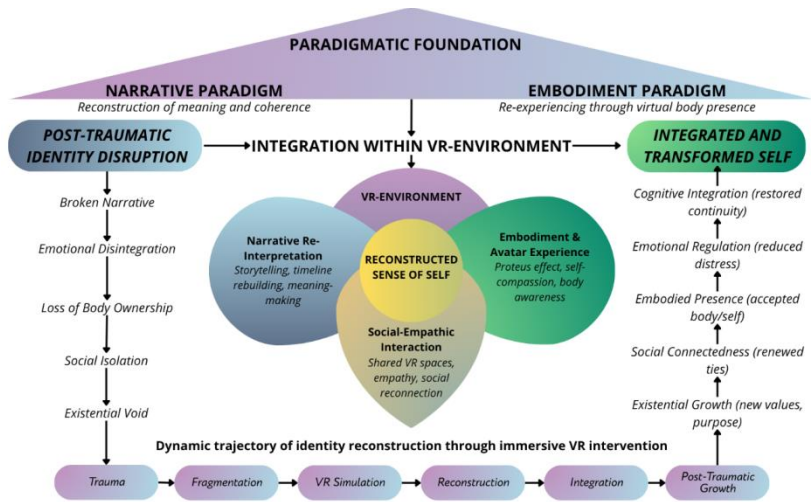 PARADIGMATIC FOUNDATION
NARRATIVE PARADIGM
Reconstruction of meaning and coherence
EMBODIMENT PARADIGM
Re-experiencing through virtual body presence
POST-TRAUMATIC
IDENTITY DISRUPTION
INTEGRATION WITHIN VR-ENVIRONMENT
INTEGRATED AND
TRANSFORMED SELF
Broken Narrative
Emotional Disintegration
Loss of Body Ownership
Social Isolation
Existential Void
VR-ENVIRONMENT
Narrative Re-
Interpretation
Storytelling, timeline
rebuilding, meaning-
making
RECONSTRUCTED
SENSE OF SELF
Embodiment &
Avatar Experience
Proteus effect, self-
compassion, body
awareness
Social-Empathic
Interaction
Shared VR spaces,
empathy, social
reconnection
Cognitive Integration (restored
continuity)
Emotional Regulation (reduced
distress)
Embodied Presence (accepted
body/self)
Social Connectedness (renewed
ties)
Existential Growth (new values,
purpose)
Dynamic trajectory of identity reconstruction through immersive VR intervention
Trauma
Fragmentation
VR Simulation
Reconstruction
Integration
Post-Traumatic
Growth